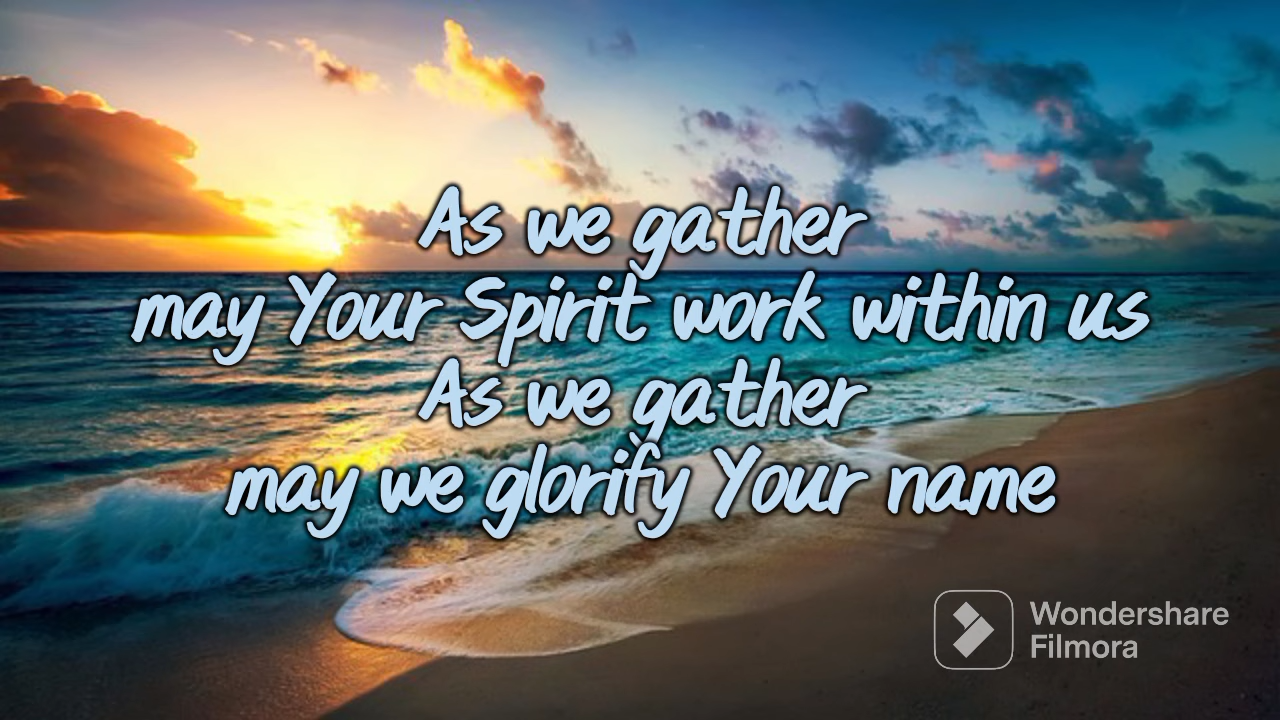 As we gather
may Your Spirit work within us
As we gather
may we glorify Your name
Wondershare
Filmora